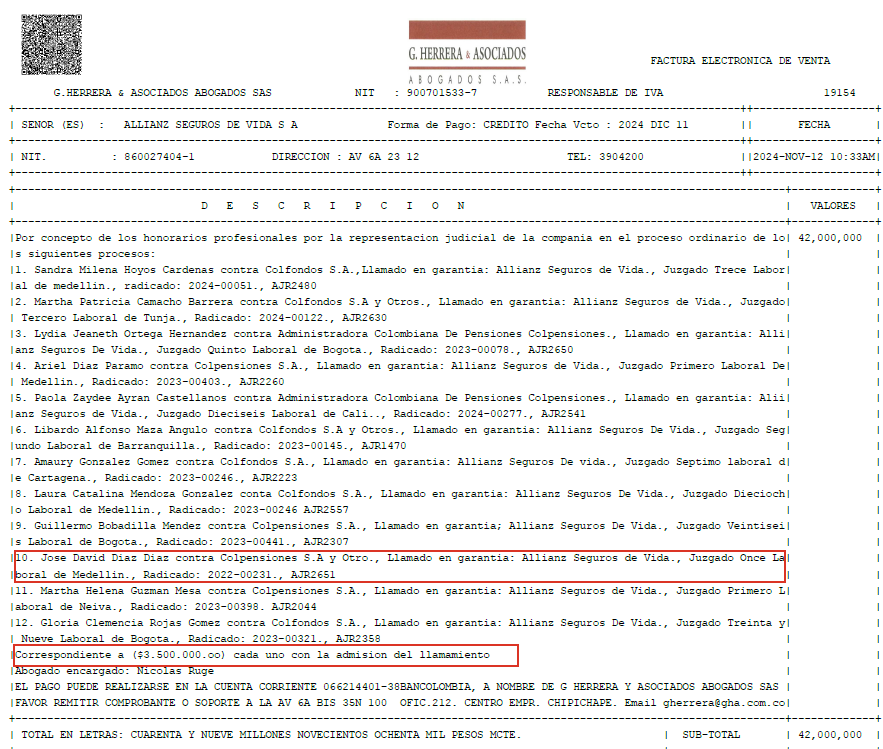 G. HERRERA & ASOCIADOS
ABOGADOS S.A.S.
FACTURA ELECTRONICA DE VENTA
G.HERRERA & ASOCIADOS ABOGADOS SAS NIT : 900701533-7 RESPONSABLE DE IVA 19154
SENOR (ES) : ALLIANZ SEGUROS DE VIDA S A Forma de Pago: CREDITO Fecha Vcto : 2024 DIC 11 FECHA
NIT. : 860027404-1 DIRECCION : AV 6A 23 12 TEL: 3904200 2024-NOV-12 10:33AM
D E S C R I P C I O N VALORES
Por concepto de los honorarios profesionales por la representacion judicial de la compania en el proceso ordinario de lo 42,000,000
s siguientes procesos:
1. Sandra Milena Hoyos Cardenas contra Colfondos S.A.,Llamado en garantia: Allianz Seguros de Vida., Juzgado Trece Labor
al de medellin., radicado: 2024-00051., AJR2480
2. Martha Patricia Camacho Barrera contra Colfondos S.A y Otros., Llamado en garantia: Allianz Seguros de Vida., Juzgado
Tercero Laboral de Tunja., Radicado: 2024-00122., AJR2630
3. Lydia Jeaneth Ortega Hernandez contra Administradora Colombiana De Pensiones Colpensiones., Llamado en garantia: Alli
anz Seguros De Vida., Juzgado Quinto Laboral de Bogota., Radicado: 2023-00078., AJR2650
4. Ariel Diaz Paramo contra Colpensiones S.A., Llamado en garantia: Allianz Seguros de Vida., Juzgado Primero Laboral De
Medellin., Radicado: 2023-00403., AJR2260
5. Paola Zaydee Ayran Castellanos contra Administradora Colombiana De Pensiones Colpensiones., Llamado en garantia: Alii
anz Seguros De Vida., Juzgado Dieciseis Laboral de Cali.., Radicado: 2024-00277., AJR2541
6. Libardo Alfonso Maza Angulo contra Colfondos S.A y Otros., Llamado en garantia: Allianz Seguros De Vida., Juzgado Seg
undo Laboral de Barranquilla., Radicado: 2023-00145., AJR1470
7. Amaury Gonzalez Gomez contra Colfondos S.A., Llamado en garantia: Allianz Seguros De vida., Juzgado Septimo laboral d
e Cartagena., Radicado: 2023-00246., AJR2223
8. Laura Catalina Mendoza Gonzalez conta Colfondos S.A., Llamado en garantia: Allianz Seguros De Vida., Juzgado Diecioch
o Laboral de Medellin., Radicado: 2023-00246 AJR2557
9. Guillermo Bobadilla Mendez contra Colpensiones S.A., Llamado en garantia; Allianz Seguros De Vida., Juzgado Veintisei
s Laboral de Bogota., Radicado: 2023-00441., AJR2307
10. Jose David Diaz Diaz contra Colpensiones S.A y Otro., Llamado en garantia: Allianz Seguros de Vida., Juzgado Once La
boral de Medellin., Radicado: 2022-00231., AJR2651
11. Martha Helena Guzman Mesa contra Colpensiones S.A., Llamado en garantia: Allianz Seguros de Vida., Juzgado Primero L
aboral de Neiva., Radicado: 2023-00398. AJR2044
12. Gloria Clemencia Rojas Gomez contra Colfondos S.A., Llamado en garantia: Allianz Seguros de Vida., Juzgado Treinta y
Nueve Laboral de Bogota., Radicado: 2023-00321., AJR2358
Correspondiente a ($3.500.000.oo) cada uno con la admision del llamamiento
Abogado encargado: Nicolas Ruge
EL PAGO PUEDE REALIZARSE EN LA CUENTA CORRIENTE 066214401-38BANCOLOMBIA, A NOMBRE DE G HERRERA Y ASOCIADOS ABOGADOS SAS
FAVOR REMITIR COMPROBANTE O SOPORTE A LA AV 6A BIS 35N 100 OFIC.212. CENTRO EMPR. CHIPICHAPE. Email gherrera@gha.com.co
TOTAL EN LETRAS: CUARENTA Y NUEVE MILLONES NOVECIENTOS OCHENTA MIL PESOS MCTE. SUB-TOTAL 42,000,000